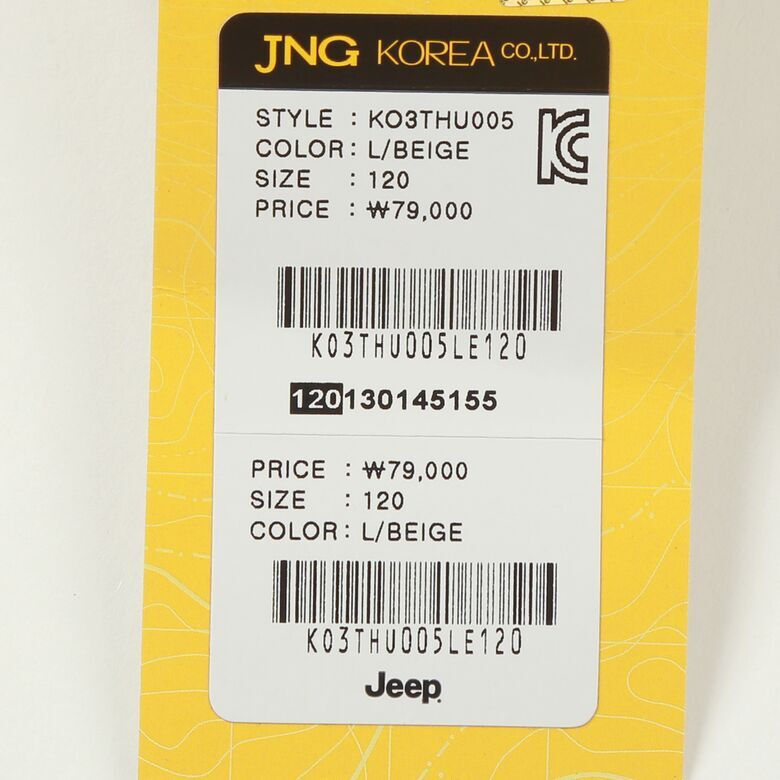 JNG KOREA CO.,LTD.
STYLE : KO3THU005
COLOR : L/BEIGE
SIZE : 120
PRICE : ₩79,000
KC
K03THU005LE120
120130145155
PRICE : ₩79,000
SIZE : 120
COLOR : L/BEIGE
K03THU005LE120
Jeep